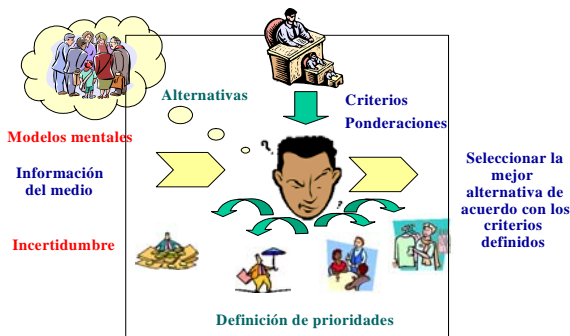 Alternativas
Criterios
Ponderaciones
Modelos mentales
Información
del medio
Incertidumbre
?
?
Seleccionar la
mejor
alternativa de
acuerdo con los
criterios
definidos
Definición de prioridades